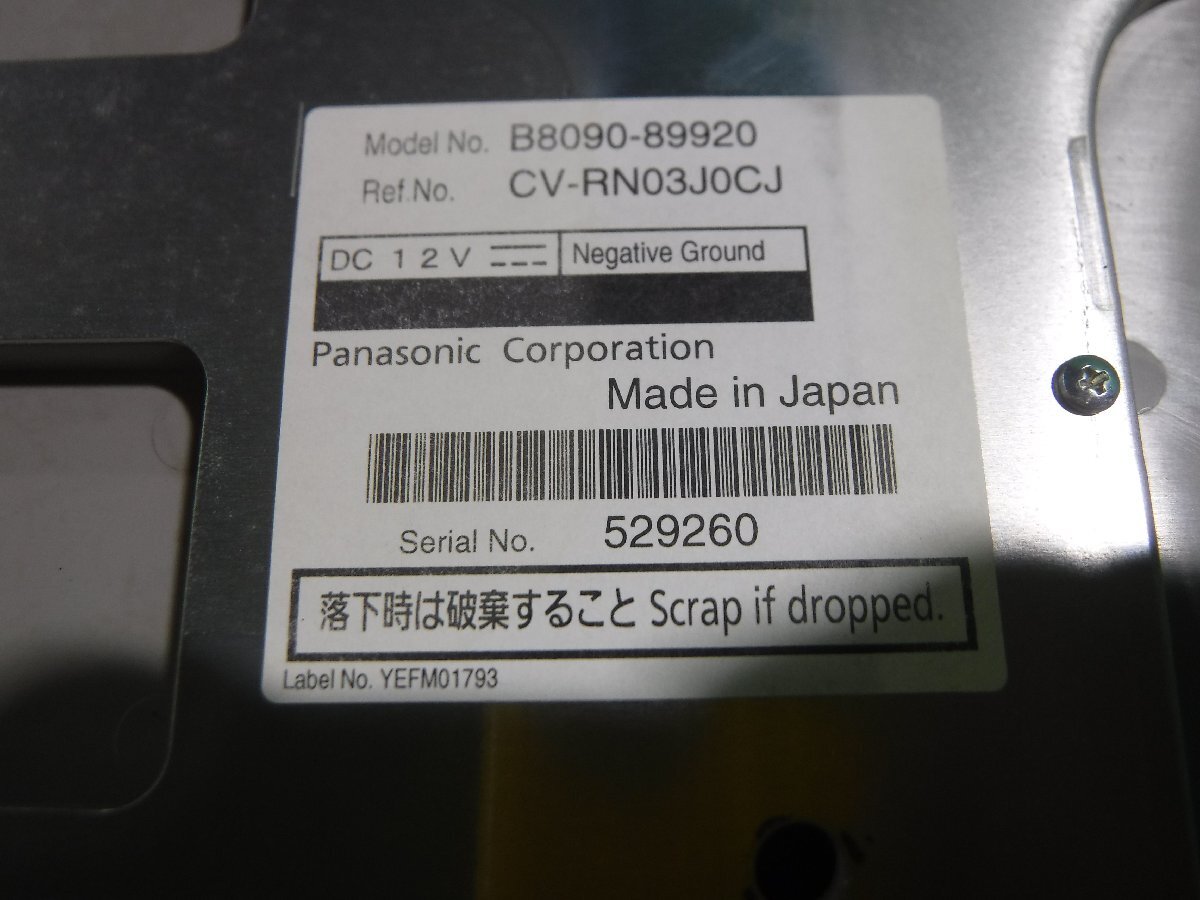 Model No. B8090-89920
Ref.No. CV-RN03J0CJ
DC 12V Negative Ground
Panasonic Corporation
Made in Japan
Serial No. 529260
落下時は破棄すること Scrap if dropped.
Label No. YEFM01793